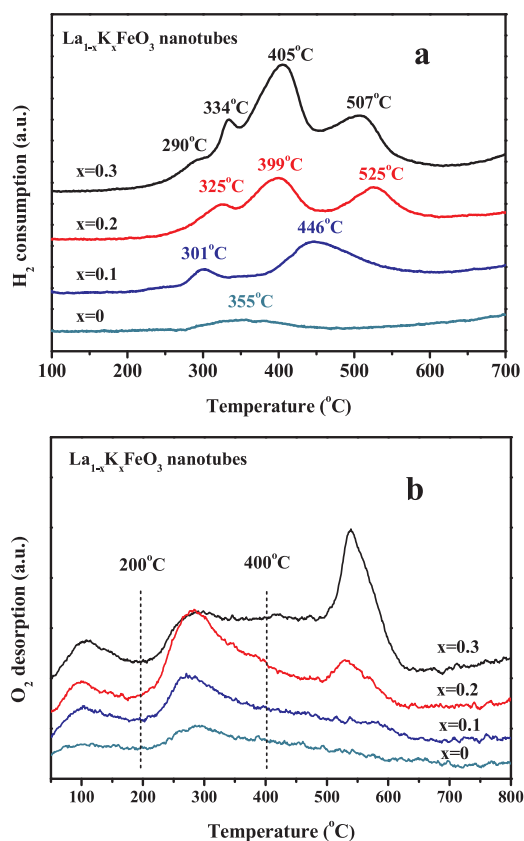 La₁₋ₓKₓFeO₃ nanotubes
a
405°C
334°C
507°C
290°C
x=0.3
399°C
325°C
525°C
x=0.2
446°C
301°C
x=0.1
355°C
x=0
H₂ consumption (a.u.)
100 200 300 400 500 600 700
Temperature (°C)
La₁₋ₓKₓFeO₃ nanotubes
b
200°C 400°C
x=0.3
x=0.2
x=0.1
x=0
O₂ desorption (a.u.)
100 200 300 400 500 600 700 800
Temperature (°C)